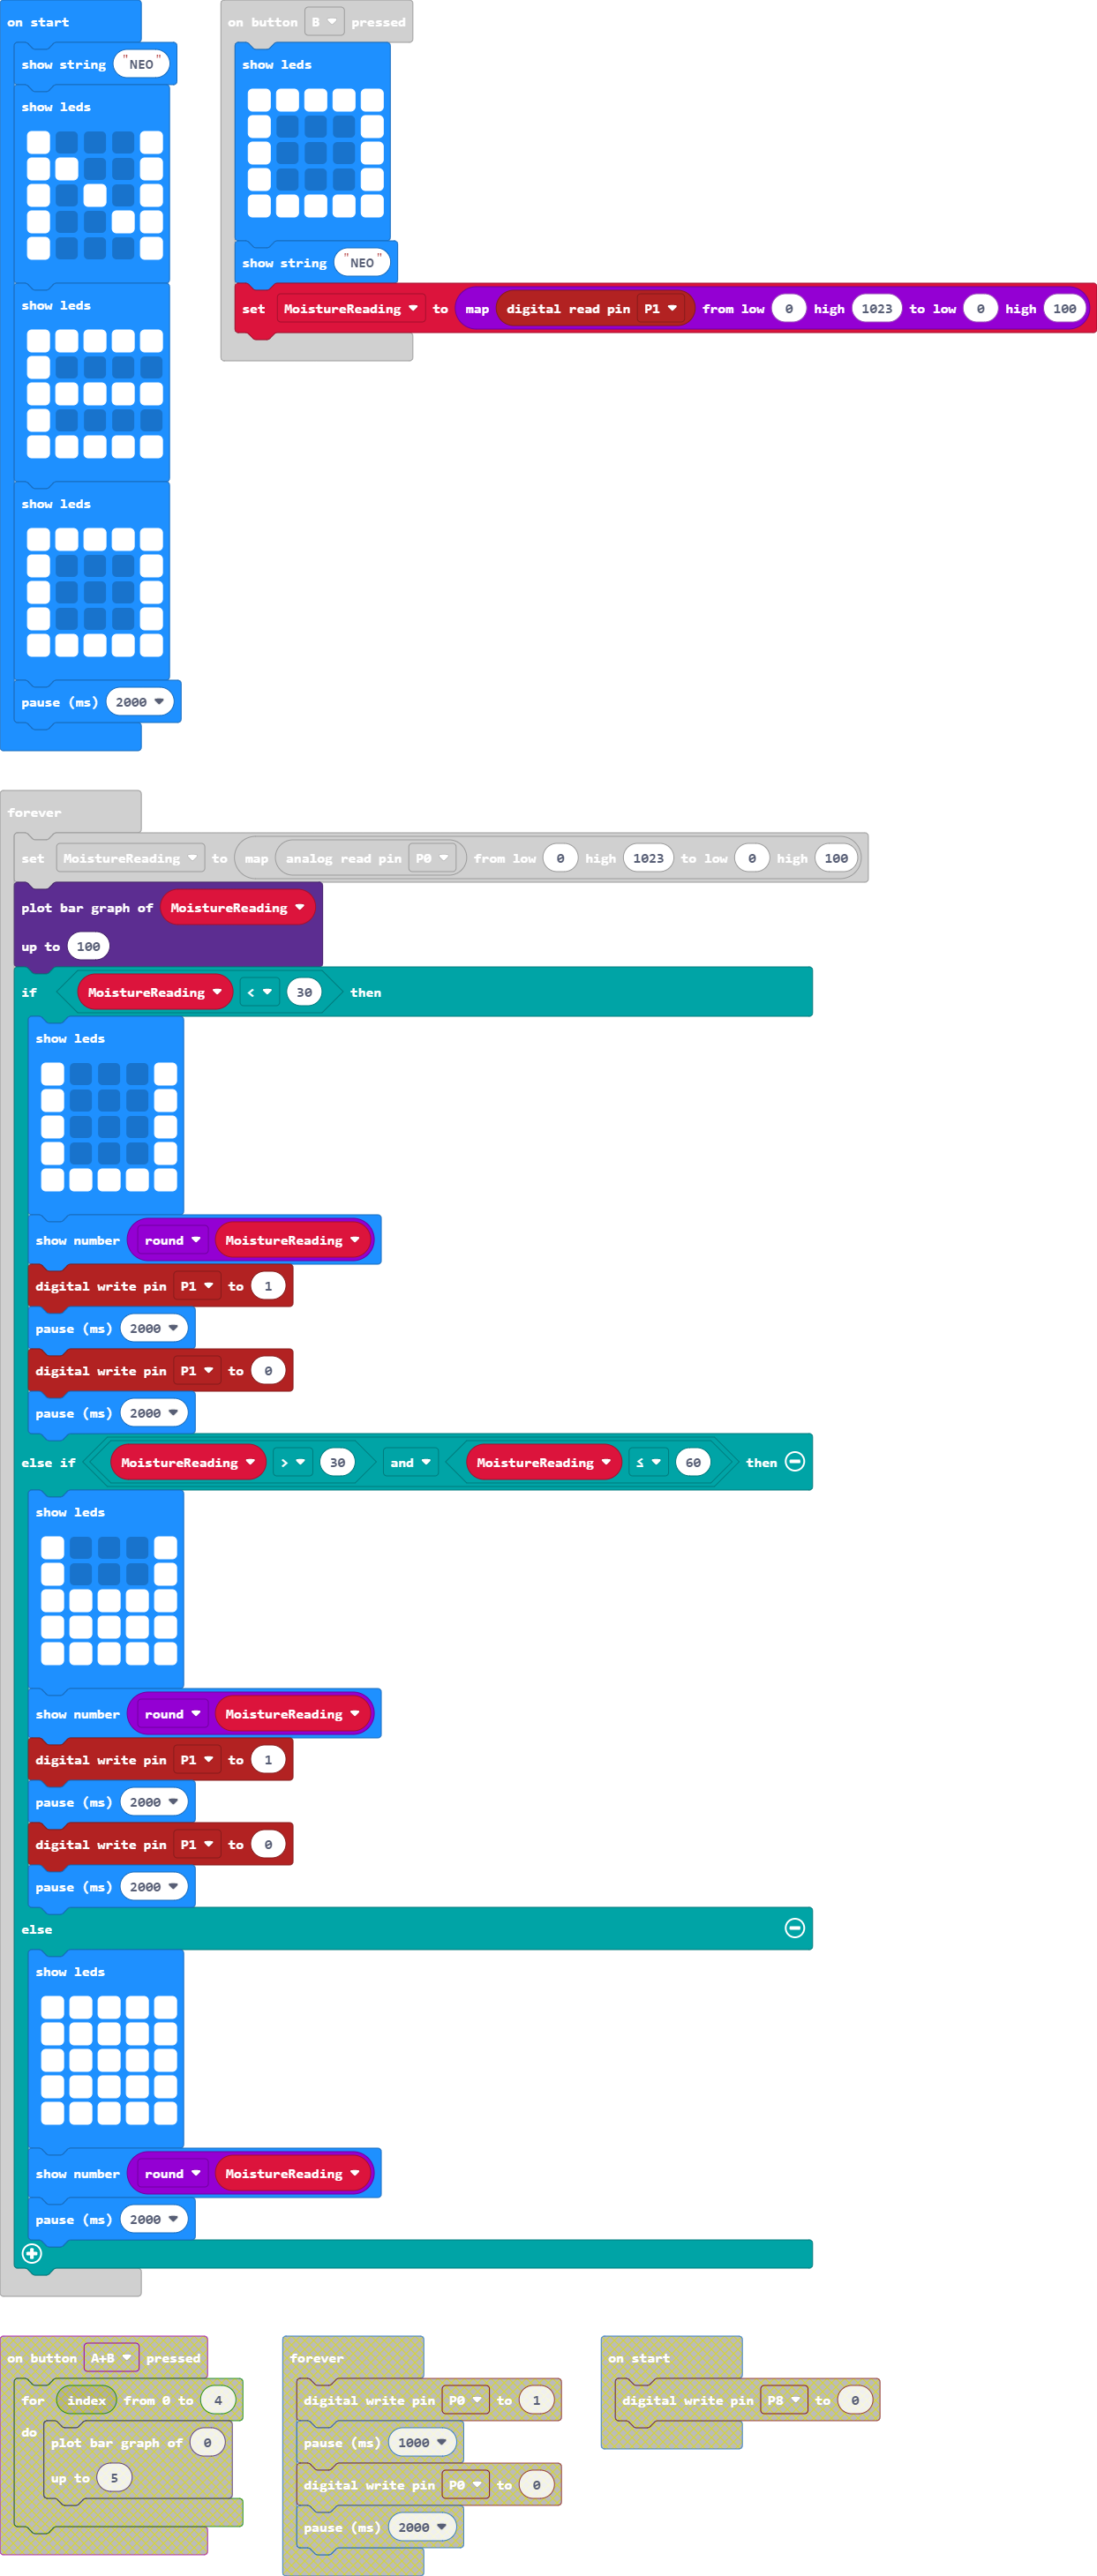 on start
show string "NEO"
show leds
show leds
show leds
pause (ms) 2000
on button B pressed
show leds
show string "NEO"
set MoistureReading to map digital read pin P1 from low 0 high 1023 to low 0 high 100
forever
set MoistureReading to map analog read pin P0 from low 0 high 1023 to low 0 high 100
plot bar graph of MoistureReading
up to 100
if MoistureReading < 30 then
show leds
show number round MoistureReading
digital write pin P1 to 1
pause (ms) 2000
digital write pin P1 to 0
pause (ms) 2000
else if MoistureReading > 30 and MoistureReading ≤ 60 then
show leds
show number round MoistureReading
digital write pin P1 to 1
pause (ms) 2000
digital write pin P1 to 0
pause (ms) 2000
else
show leds
show number round MoistureReading
pause (ms) 2000
on button A+B pressed
for index from 0 to 4
do
plot bar graph of 0
up to 5
forever
digital write pin P0 to 1
pause (ms) 1000
digital write pin P0 to 0
pause (ms) 2000
on start
digital write pin P8 to 0